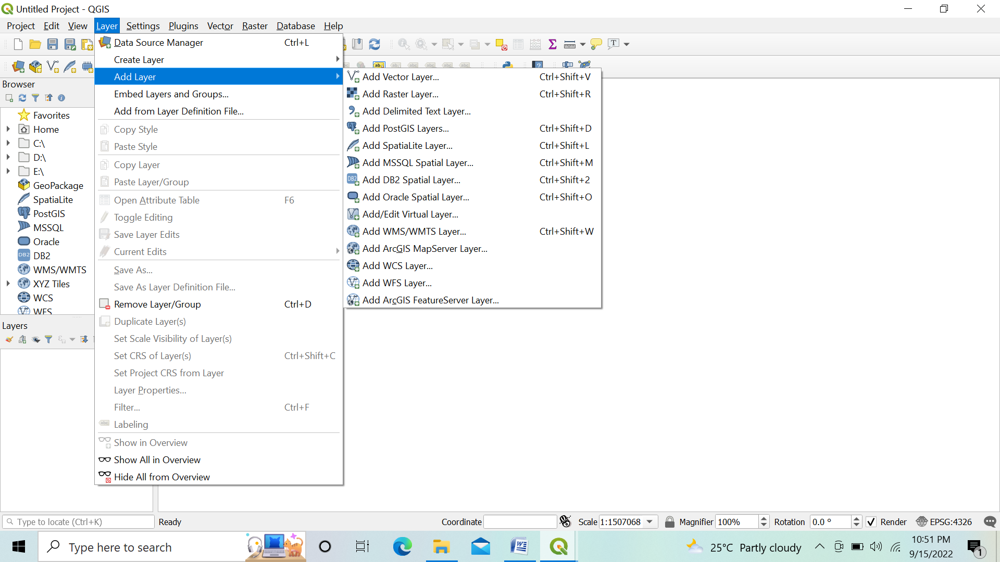 Untitled Project - QGIS
Project Edit View Layer Settings Plugins Vector Raster Database Help
Data Source Manager Ctrl+L
Create Layer
Add Layer
Embed Layers and Groups...
Add from Layer Definition File...
Copy Style
Paste Style
Copy Layer
Paste Layer/Group
Open Attribute Table F6
Toggle Editing
Save Layer Edits
Current Edits
Save As...
Save As Layer Definition File...
Remove Layer/Group Ctrl+D
Duplicate Layer(s)
Set Scale Visibility of Layer(s)
Set CRS of Layer(s) Ctrl+Shift+C
Set Project CRS from Layer
Layer Properties...
Filter... Ctrl+F
abc Labeling
Show in Overview
Show All in Overview
Hide All from Overview
Add Vector Layer... Ctrl+Shift+V
Add Raster Layer... Ctrl+Shift+R
Add Delimited Text Layer...
Add PostGIS Layers... Ctrl+Shift+D
Add SpatiaLite Layer... Ctrl+Shift+L
Add MSSQL Spatial Layer... Ctrl+Shift+M
DB2 Add DB2 Spatial Layer... Ctrl+Shift+2
Add Oracle Spatial Layer... Ctrl+Shift+O
Add/Edit Virtual Layer...
Add WMS/WMTS Layer... Ctrl+Shift+W
Add ArcGIS MapServer Layer...
Add WCS Layer...
Add WFS Layer...
Add ArcGIS FeatureServer Layer...
Browser
Favorites
Home
C:\
D:\
E:\
GeoPackage
SpatiaLite
PostGIS
MSSQL
Oracle
DB2 DB2
WMS/WMTS
XYZ Tiles
WCS
WFS
Layers
Type to locate (Ctrl+K) Ready Coordinate Scale 1:1507068 Magnifier 100% Rotation 0.0 ° Render EPSG:4326
Type here to search 25°C Partly cloudy 10:51 PM
9/15/2022 1